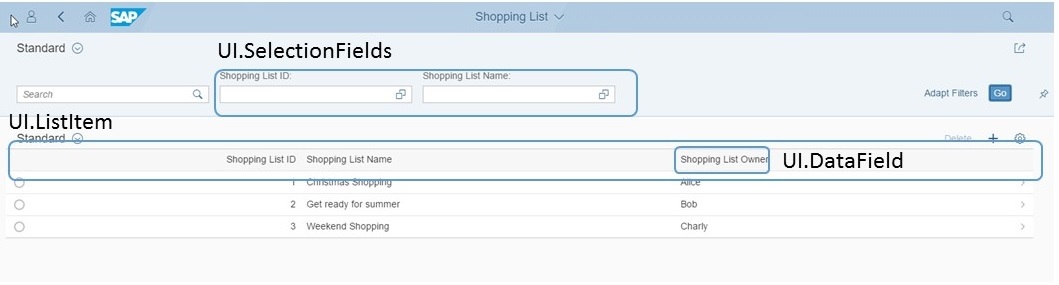 SAP Shopping List
Standard
UI.SelectionFields
Shopping List ID: Shopping List Name:
Search
Adapt Filters Go
UI.ListItem
Standard
Delete
Shopping List ID Shopping List Name Shopping List Owner UI.DataField
1 Christmas Shopping Alice
2 Get ready for summer Bob
3 Weekend Shopping Charly